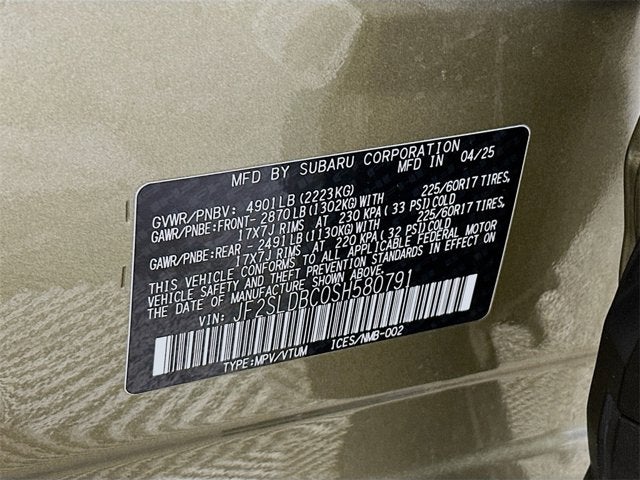 MFD BY SUBARU CORPORATION
MFD IN 04/25
GVWR/PNBV: 4901LB(2223KG)
GAWR/PNBE:FRONT- 2870LB(1302KG)WITH 225/60R17 TIRES,
17X7J RIMS AT 230 KPA(33 PSI)COLD
GAWR/PNBE:REAR - 2491LB(1130KG)WITH 225/60R17 TIRES,
17X7J RIMS AT 220 KPA(32 PSI)COLD
THIS VEHICLE CONFORMS TO ALL APPLICABLE FEDERAL MOTOR
VEHICLE SAFETY AND THEFT PREVENTION STANDARDS IN EFFECT ON
THE DATE OF MANUFACTURE SHOWN ABOVE.
VIN: JF2SLDBC0SH580791
TYPE:MPV/VTUM ICES/NMB-002